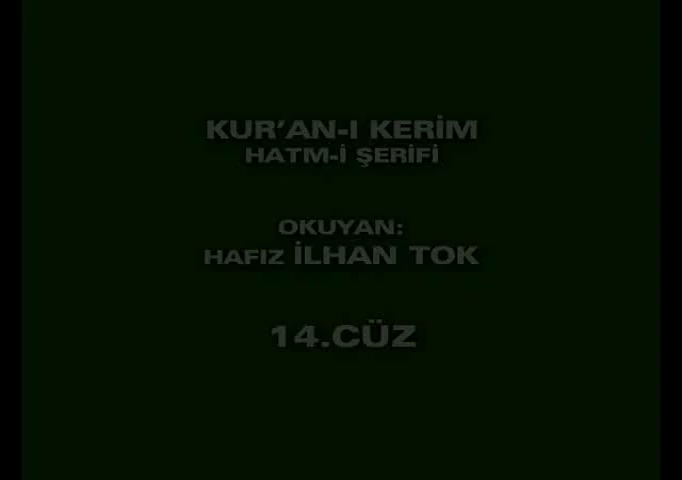 KUR'AN-I KERİM
HATM-İ ŞERİFİ
OKUYAN:
HAFIZ İLHAN TOK
14.CÜZ